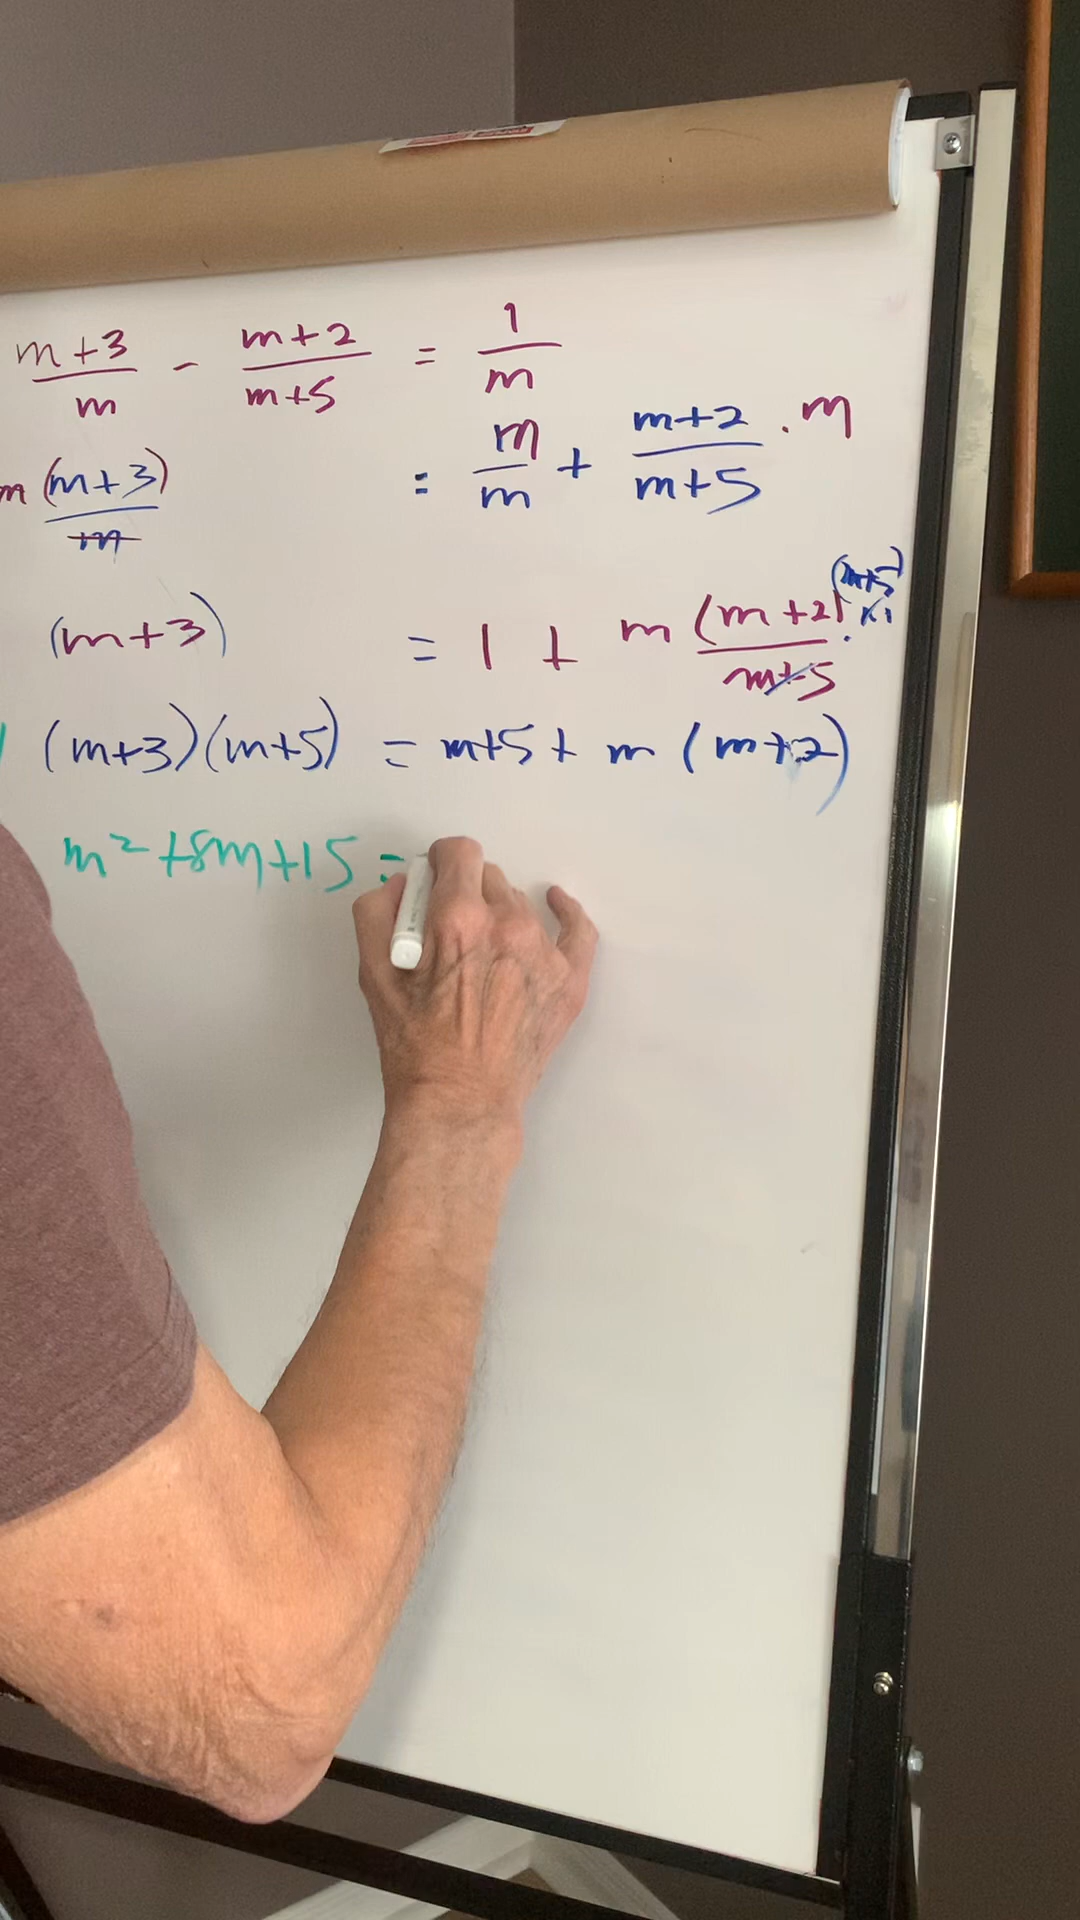 m+3/m - m+2/m+5 = 1/m
m (m+3)/m = m/m + m+2/m+5 . m
(m+3) = 1 + m (m+2)/m+5 . (m+5)
(m+3)(m+5) = m+5 + m (m+2)
m²+8m+15 =